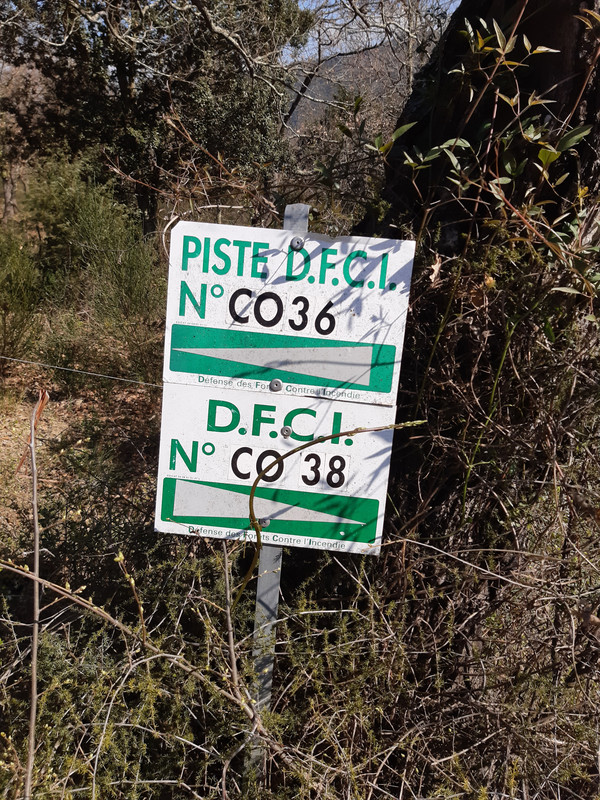 PISTE D.F.C.I.
N° CO36
Défense des Forêts Contre l'Incendie
D.F.C.I.
N° CO 38
Défense des Forêts Contre l'Incendie